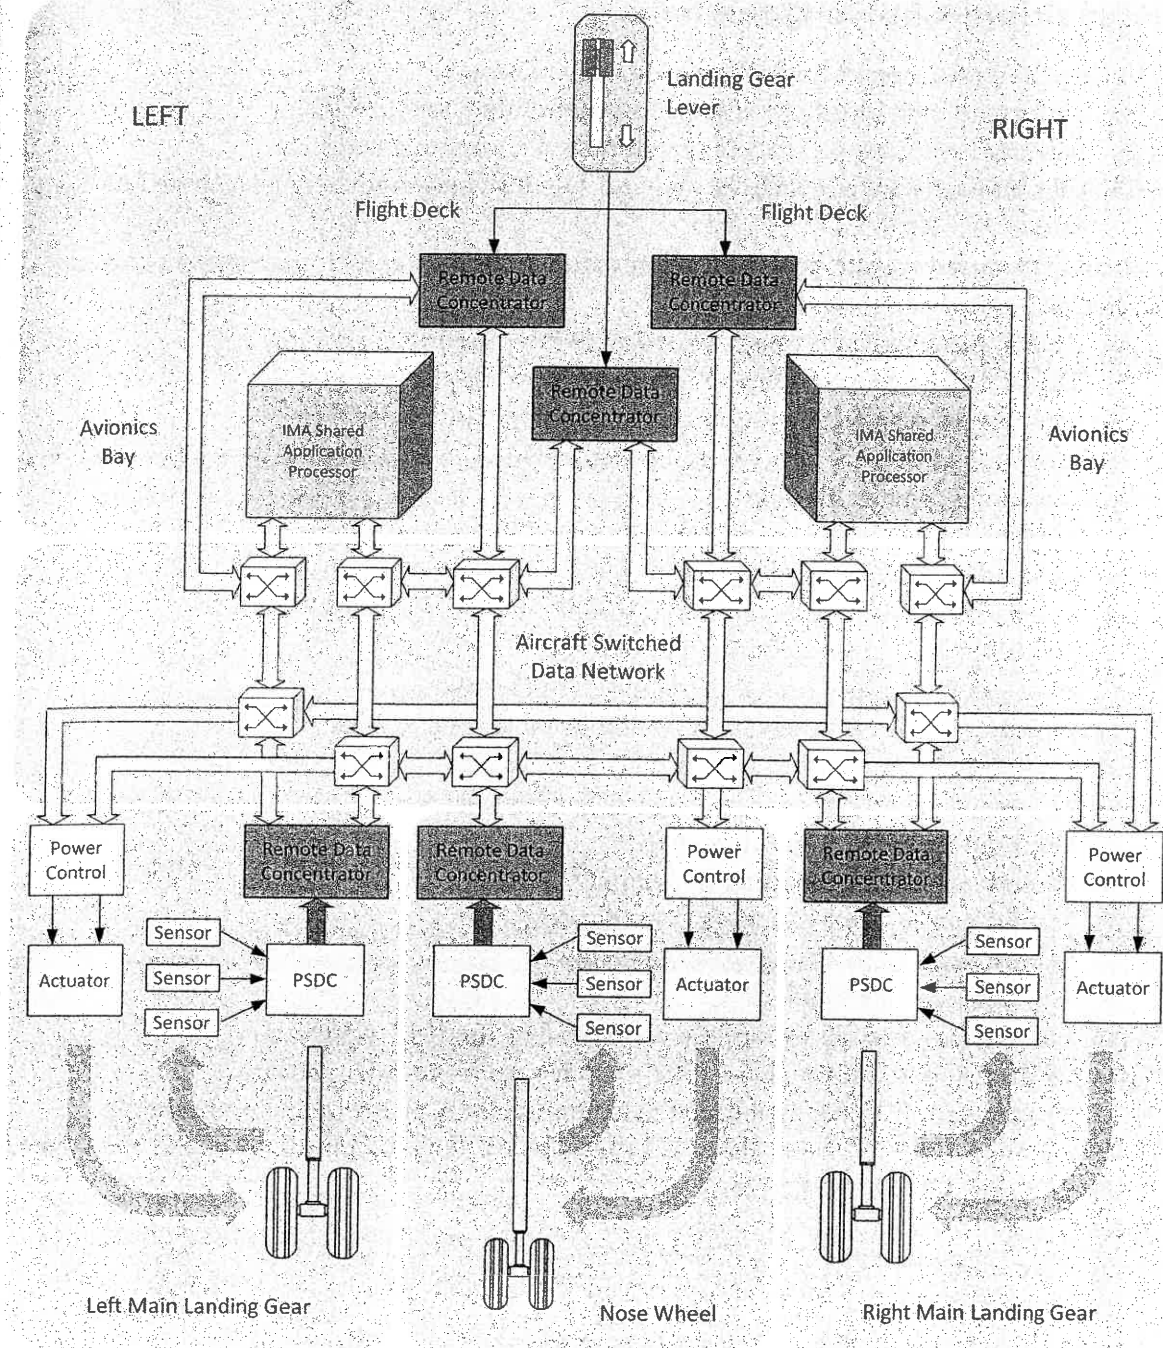 Landing Gear
Lever
LEFT
RIGHT
Flight Deck
Flight Deck
Remote Data
Concentrator
Remote Data
Concentrator
Remote Data
Concentrator
Avionics
Bay
IMA Shared
Application
Processor
IMA Shared
Application
Processor
Avionics
Bay
Aircraft Switched
Data Network
Power
Control
Remote Data
Concentrator
Remote Data
Concentrator
Power
Control
Remote Data
Concentrator
Power
Control
Actuator
Sensor
Sensor
Sensor
PSDC
PSDC
Sensor
Sensor
Sensor
Actuator
PSDC
Sensor
Sensor
Sensor
Actuator
Left Main Landing Gear
Nose Wheel
Right Main Landing Gear